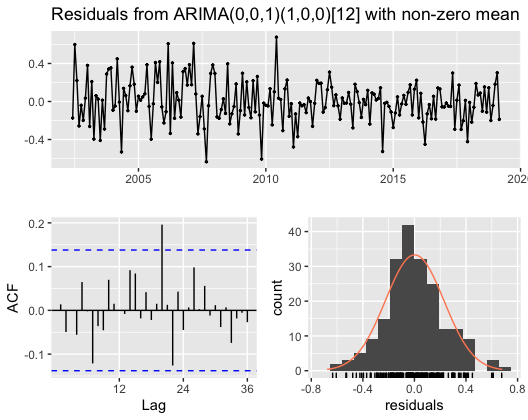 Residuals from ARIMA(0,0,1)(1,0,0)[12] with non-zero mean
0.4
0.0
-0.4
2005 2010 2015 2020
ACF
0.2
0.1
0.0
-0.1
12 24 36
Lag
count
40
30
20
10
0
-0.8 -0.4 0.0 0.4 0.8
residuals